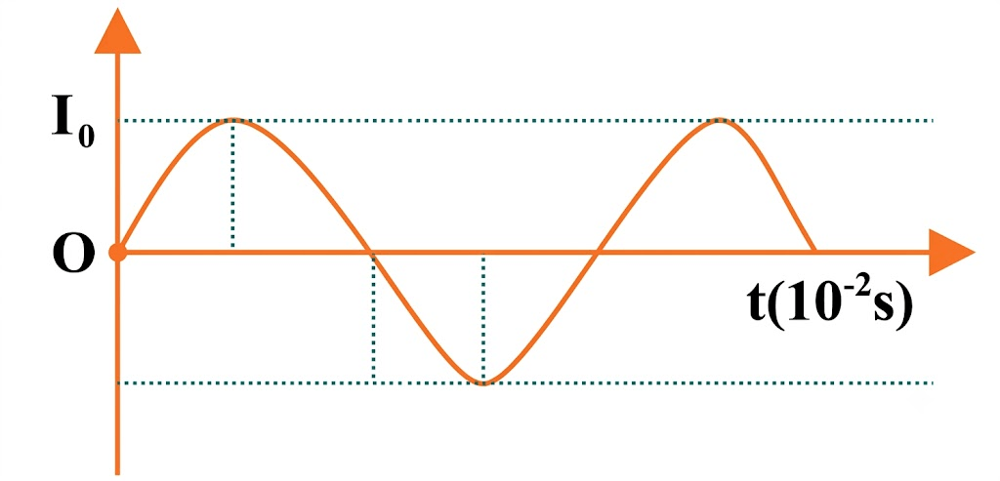 I₀
O
t(10⁻²s)